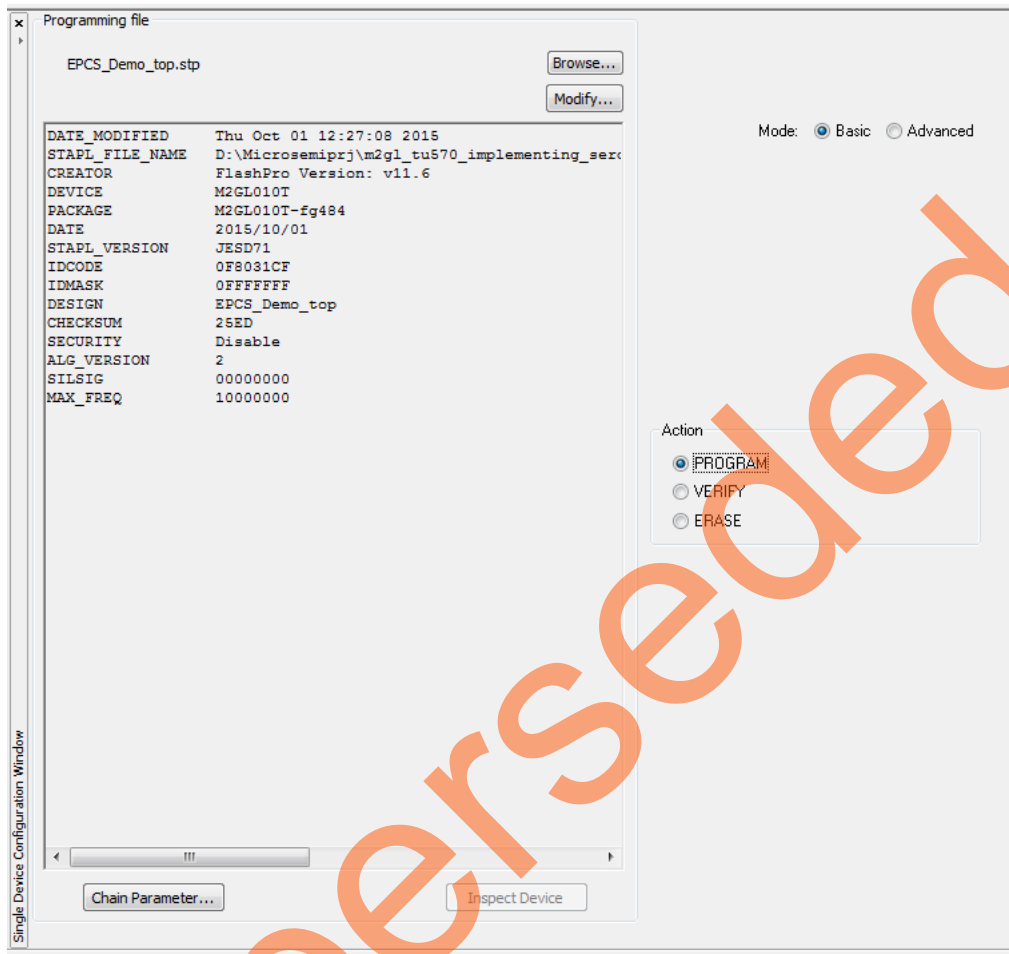 Programming file
EPCS_Demo_top.stp
Browse...
Modify...
DATE_MODIFIED Thu Oct 01 12:27:08 2015
STAPL_FILE_NAME D:\Microsemiprj\m2gl_tu570_implementing_serd
CREATOR FlashPro Version: v11.6
DEVICE M2GL010T
PACKAGE M2GL010T-fg484
DATE 2015/10/01
STAPL_VERSION JESD71
IDCODE 0F8031CF
IDMASK 0FFFFFFF
DESIGN EPCS_Demo_top
CHECKSUM 25ED
SECURITY Disable
ALG_VERSION 2
SILSIG 00000000
MAX_FREQ 10000000
Mode: Basic Advanced
Action
PROGRAM
VERIFY
ERASE
Chain Parameter...
Inspect Device
Single Device Configuration Window
erseded